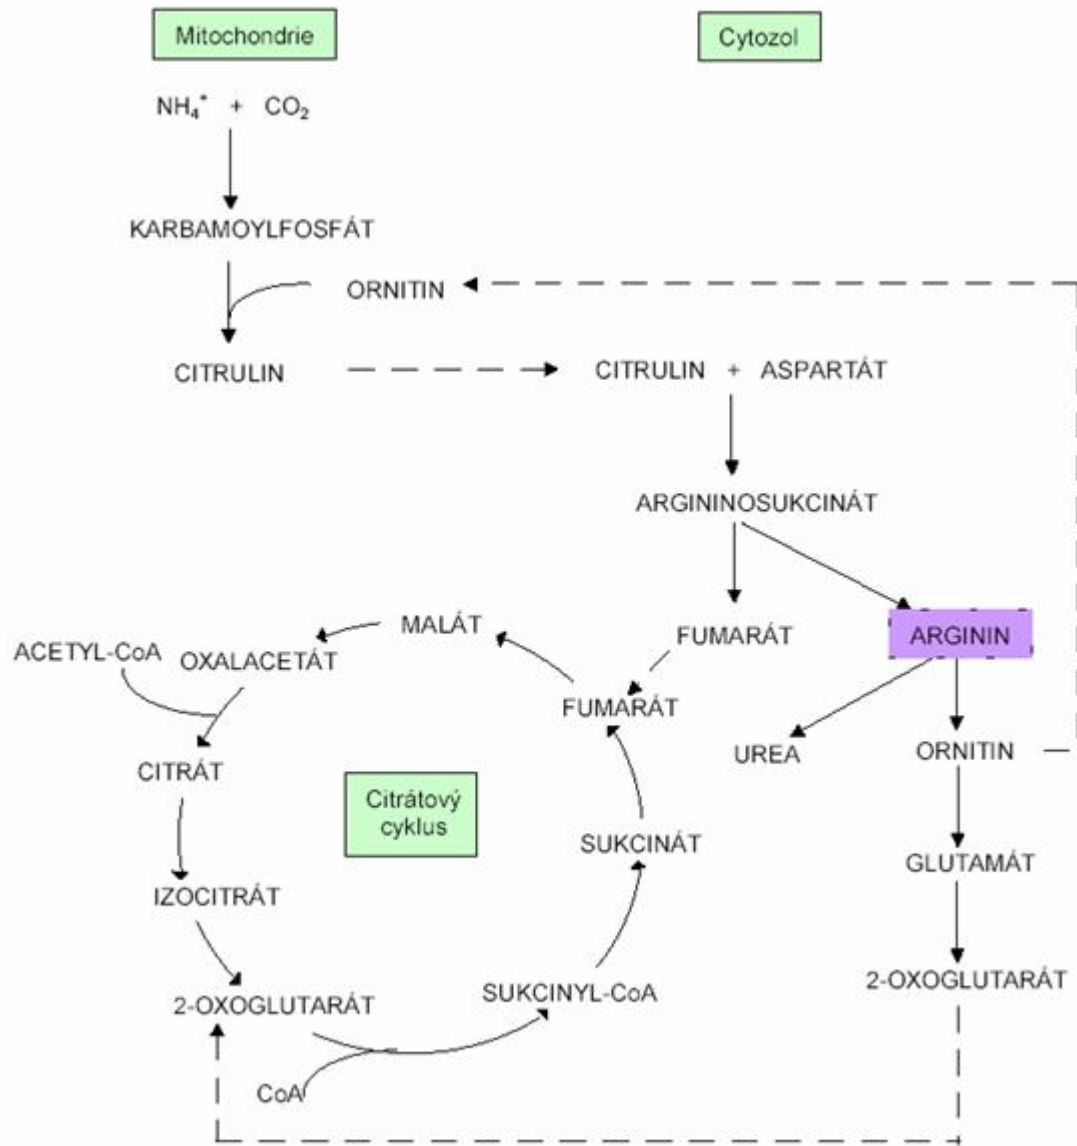 Mitochondrie
Cytozol
NH₄⁺ + CO₂
KARBAMOYLFOSFÁT
ORNITIN
CITRULIN
CITRULIN + ASPARTÁT
ARGININOSUKCINÁT
MALÁT
FUMARÁT
ARGININ
ACETYL-CoA
OXALACETÁT
FUMARÁT
UREA
ORNITIN
CITRÁT
Citrátový
cyklus
SUKCINÁT
GLUTAMÁT
IZOCITRÁT
2-OXOGLUTARÁT
SUKCINYL-CoA
2-OXOGLUTARÁT
CoA